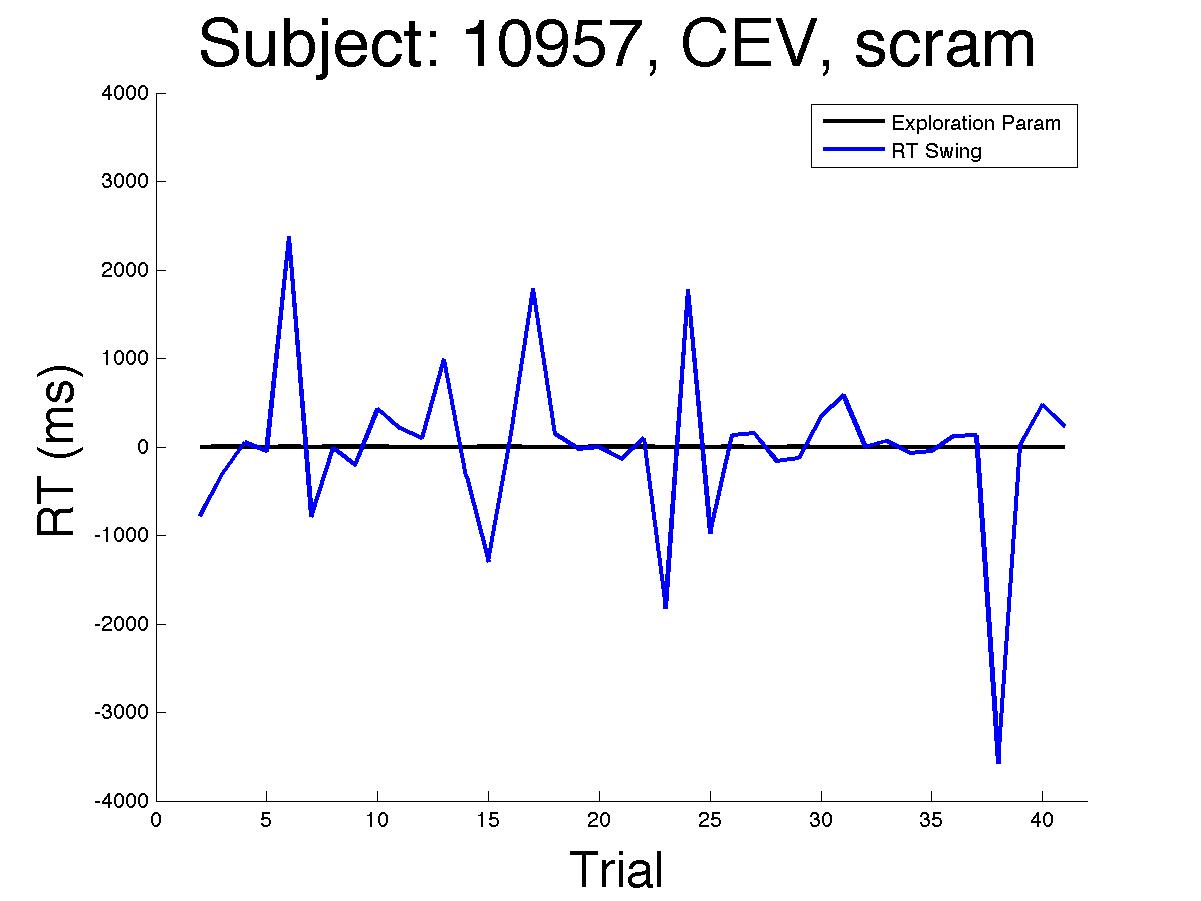 Subject: 10957, CEV, scram
4000
3000
2000
1000
0
-1000
-2000
-3000
-4000
RT (ms)
Exploration Param
RT Swing
0 5 10 15 20 25 30 35 40
Trial